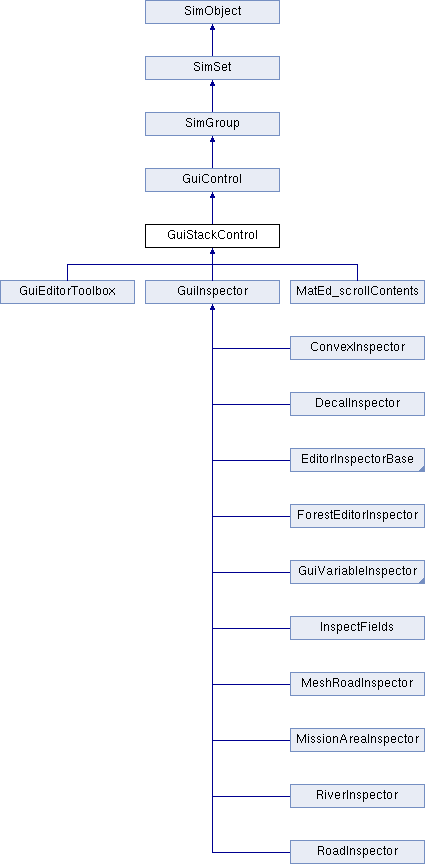 SimObject
SimSet
SimGroup
GuiControl
GuiStackControl
GuiEditorToolbox
GuiInspector
MatEd_scrollContents
ConvexInspector
DecalInspector
EditorInspectorBase
ForestEditorInspector
GuiVariableInspector
InspectFields
MeshRoadInspector
MissionAreaInspector
RiverInspector
RoadInspector